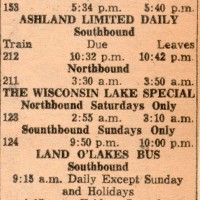 153 5:34 p.m. 5:40 p.m.
ASHLAND LIMITED DAILY
Southbound
Train Due Leaves
212 10:32 p.m. 10:42 p.m.
Northbound
211 3:30 a.m. 3:50 a.m.
THE WISCONSIN LAKE SPECIAL
Northbound Saturdays Only
123 2:55 a.m. 3:10 a.m.
Sounthbound Sundays Only
124 9:50 p.m. 10:00 p.m.
LAND O'LAKES BUS
Southbound
9:15 a.m. Daily Except Sunday
and Holidays